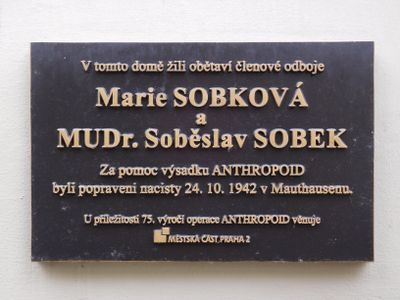 V tomto domě žili obětaví členové odboje
Marie SOBKOVÁ
a
MUDr. Soběslav SOBEK
Za pomoc výsadku ANTHROPOID
byli popraveni nacisty 24. 10. 1942 v Mauthausenu.
U příležitosti 75. výročí operace ANTHROPOID věnuje
MĚSTSKÁ ČÁST PRAHA 2